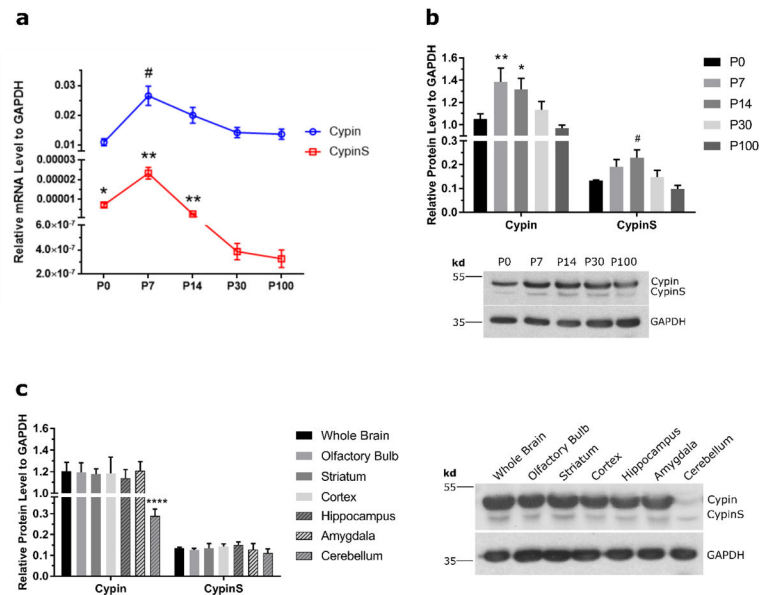 a
Relative mRNA Level to GAPDH
0.03
0.02
0.01
0.00003
0.00002
0.00001
6.0×10-7
4.0×10-7
2.0×10-7
#
*
**
**
P0 P7 P14 P30 P100
Cypin
CypinS
b
Relative Protein Level to GAPDH
1.6
1.4
1.2
1.0
0.4
0.3
0.2
0.1
0.0
** *
#
Cypin CypinS
P0
P7
P14
P30
P100
kd P0 P7 P14 P30 P100
55
Cypin
CypinS
35
GAPDH
c
Relative Protein Level to GAPDH
1.6
1.4
1.2
1.0
0.4
0.3
0.2
0.1
0.0
****
Cypin CypinS
Whole Brain
Olfactory Bulb
Striatum
Cortex
Hippocampus
Amygdala
Cerebellum
kd Whole Brain Olfactory Bulb Striatum Cortex Hippocampus Amygdala Cerebellum
55
Cypin
CypinS
35
GAPDH